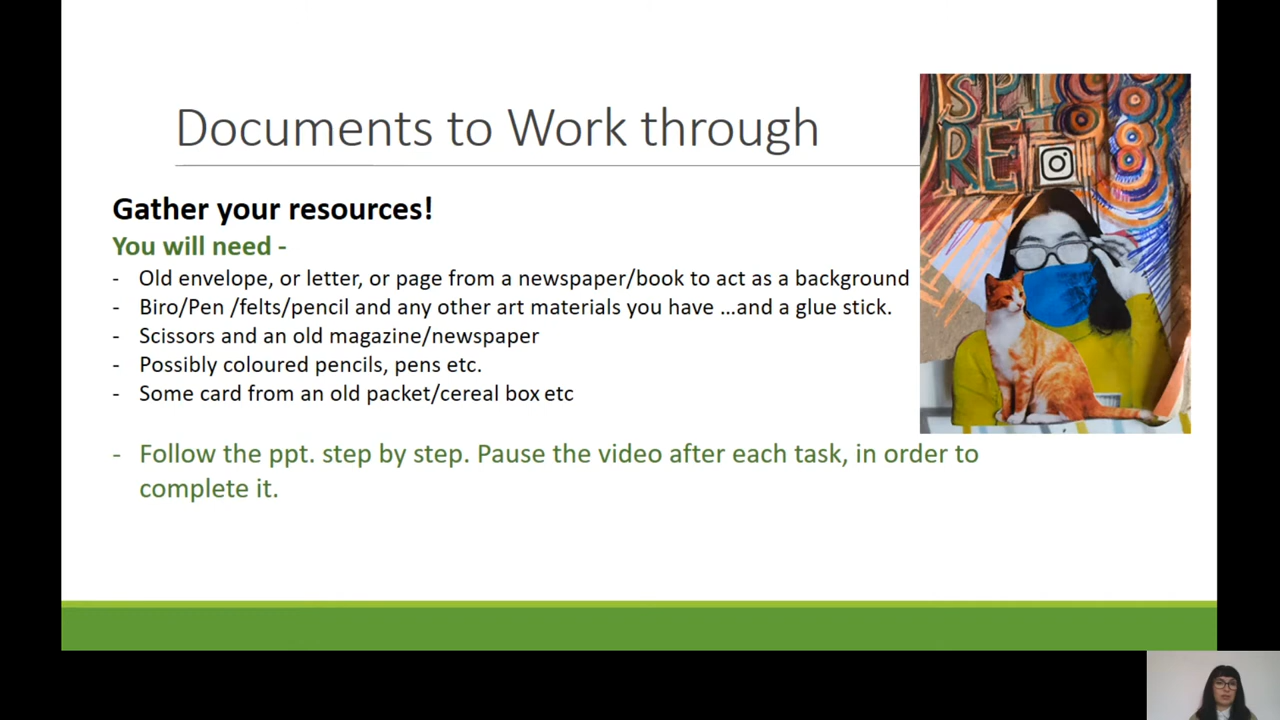 Documents to Work through
Gather your resources!
You will need -
- Old envelope, or letter, or page from a newspaper/book to act as a background
- Biro/Pen /felts/pencil and any other art materials you have …and a glue stick.
- Scissors and an old magazine/newspaper
- Possibly coloured pencils, pens etc.
- Some card from an old packet/cereal box etc
- Follow the ppt. step by step. Pause the video after each task, in order to
complete it.
SPI
RE